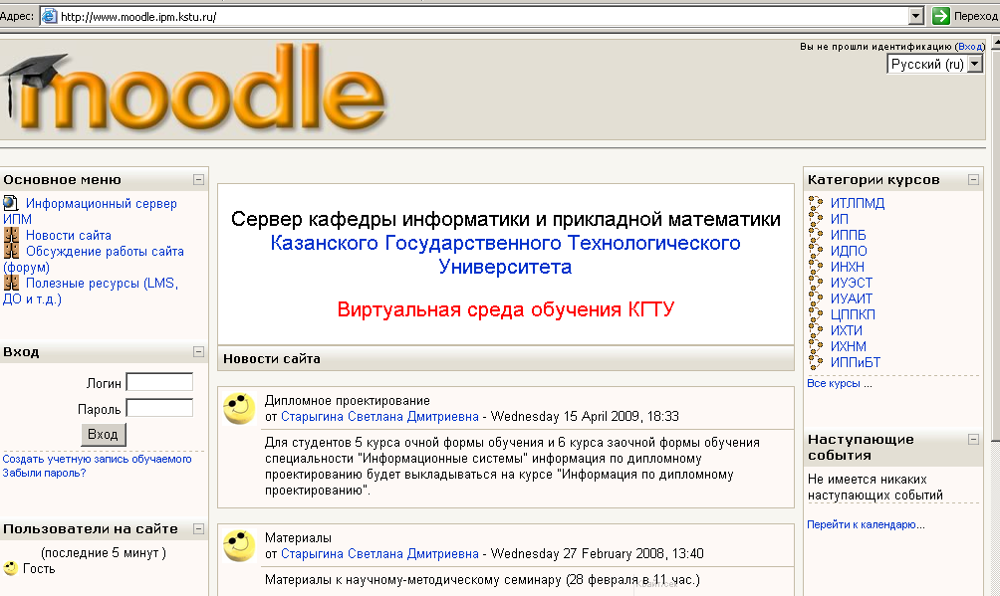 Адрес: http://www.moodle.ipm.kstu.ru/ Переход
Вы не прошли идентификацию (Вход)
Русский (ru)
moodle
Основное меню
Информационный сервер
ИПМ
Новости сайта
Обсуждение работы сайта
(форум)
Полезные ресурсы (LMS,
ДО и т.д.)
Вход
Логин
Пароль
Вход
Создать учетную запись обучаемого
Забыли пароль?
Пользователи на сайте
(последние 5 минут )
Гость
Сервер кафедры информатики и прикладной математики
Казанского Государственного Технологического
Университета
Виртуальная среда обучения КГТУ
Новости сайта
Дипломное проектирование
от Старыгина Светлана Дмитриевна - Wednesday 15 April 2009, 18:33
Для студентов 5 курса очной формы обучения и 6 курса заочной формы обучения
специальности "Информационные системы" информация по дипломному
проектированию будет выкладываться на курсе "Информация по дипломному
проектированию".
Материалы
от Старыгина Светлана Дмитриевна - Wednesday 27 February 2008, 13:40
Материалы к научному-методическому семинару (28 февраля в 11 час.)
Категории курсов
ИТЛПМД
ИП
ИППБ
ИДПО
ИНХН
ИУЭСТ
ИУАИТ
ЦППКП
ИХТИ
ИХНМ
ИППиБТ
Все курсы ...
Наступающие
события
Не имеется никаких
наступающих событий
Перейти к календарю...